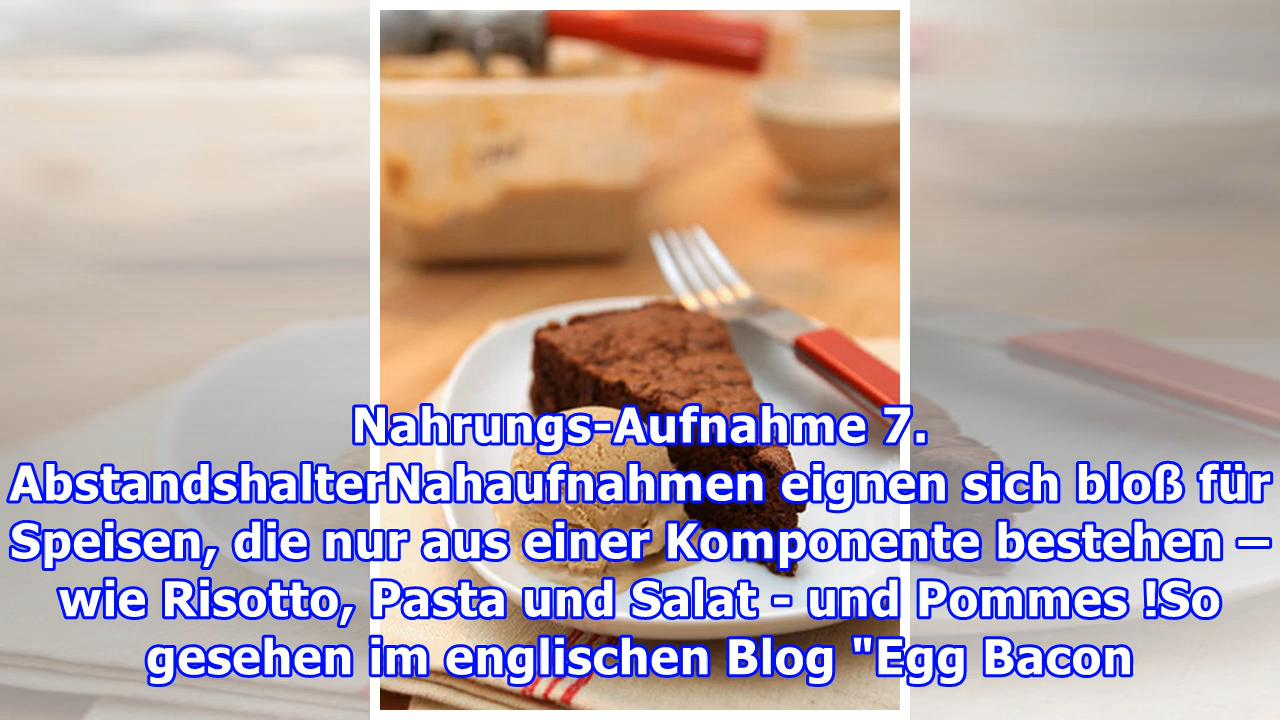 Nahrungs-Aufnahme 7.
AbstandshalterNahaufnahmen eignen sich bloß für
Speisen, die nur aus einer Komponente bestehen –
wie Risotto, Pasta und Salat - und Pommes !So
gesehen im englischen Blog "Egg Bacon